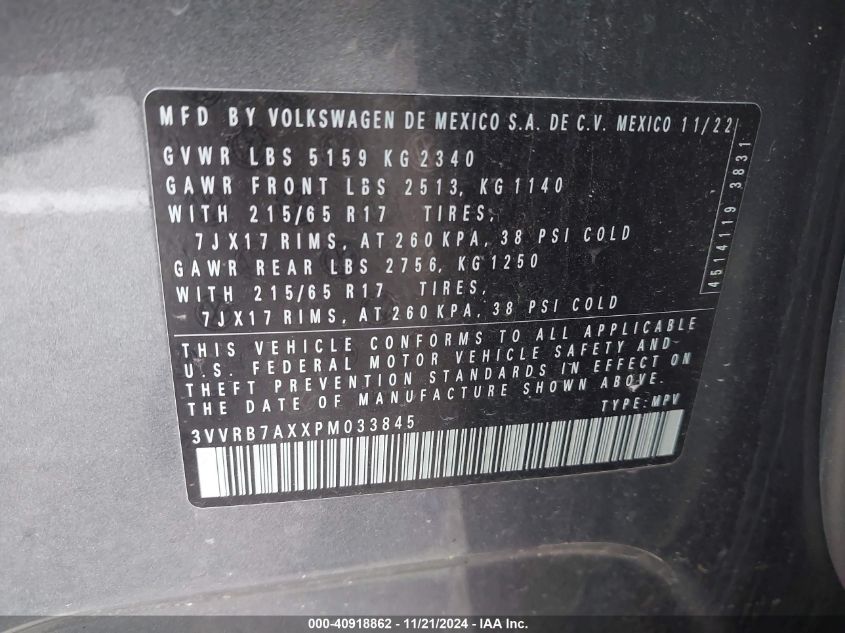 MFD BY VOLKSWAGEN DE MEXICO S.A. DE C.V. MEXICO 11/22
GVWR LBS 5159 KG 2340
GAWR FRONT LBS 2513, KG 1140
WITH 215/65 R17 TIRES,
7JX17 RIMS, AT 260 KPA, 38 PSI COLD
GAWR REAR LBS 2756, KG 1250
WITH 215/65 R17 TIRES,
7JX17 RIMS, AT 260 KPA, 38 PSI COLD
4514119 3831
THIS VEHICLE CONFORMS TO ALL APPLICABLE
U.S. FEDERAL MOTOR VEHICLE SAFETY AND
THEFT PREVENTION STANDARDS IN EFFECT ON
THE DATE OF MANUFACTURE SHOWN ABOVE.
TYPE: MPV
3VVRB7AXXPM033845
000-40918862 - 11/21/2024 - IAA Inc.